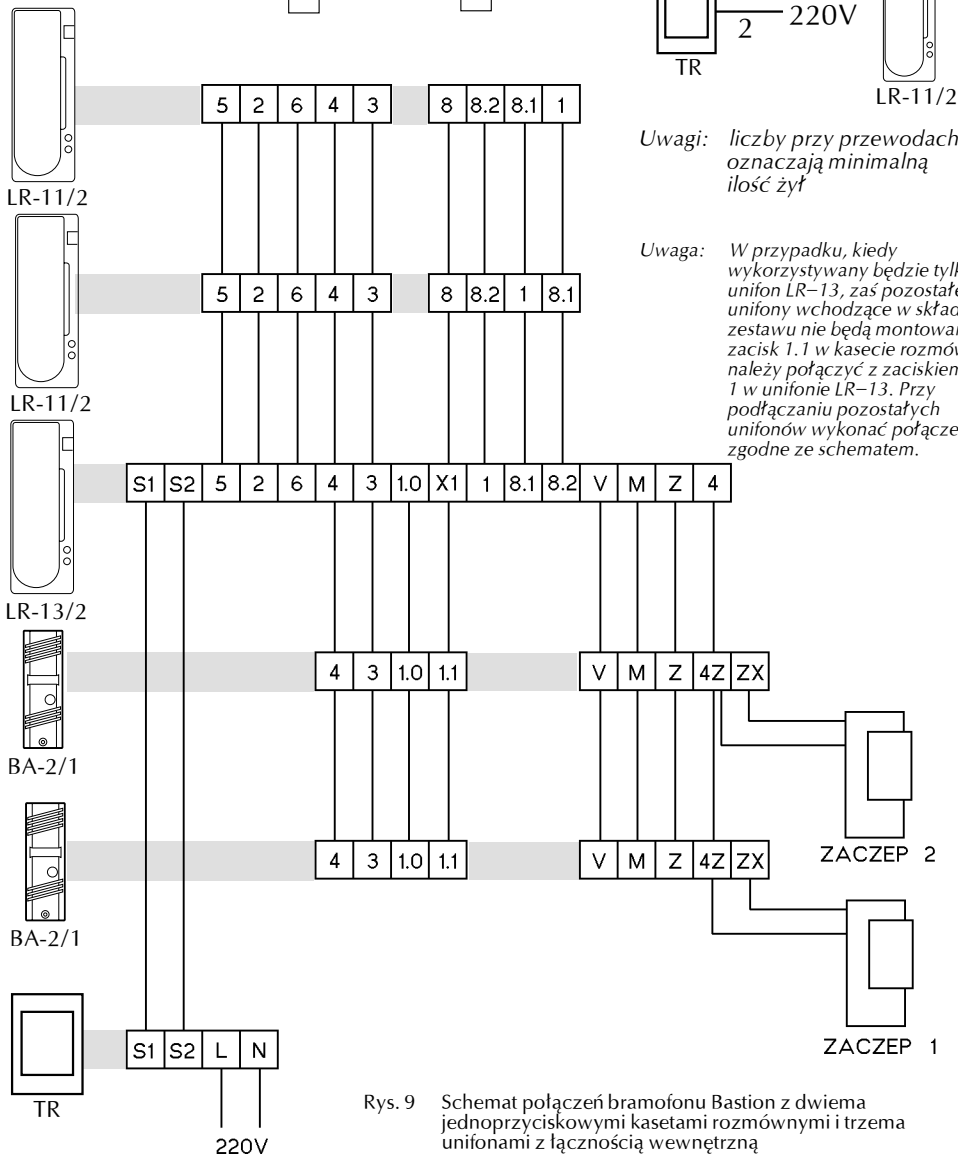 2 220V
TR
LR-11/2
5 2 6 4 3 8 8.2 8.1 1
LR-11/2
Uwagi: liczby przy przewodach
oznaczają minimalną
ilość żył
5 2 6 4 3 8 8.2 1 8.1
LR-11/2
Uwaga: W przypadku, kiedy
wykorzystywany będzie
unifon LR–13, zaś
unifony wchodzące w skład
zestawu nie będą
zacisk 1.1 w kasecie
należy połączyć z zaciskiem
1 w unifonie LR–13. Przy
podłączaniu pozostałych
unifonów wykonać
zgodne ze schematem.
S1 S2 5 2 6 4 3 1.0 X1 1 8.1 8.2 V M Z 4
LR-13/2
4 3 1.0 1.1 V M Z 4Z ZX
BA-2/1
ZACZEP 2
4 3 1.0 1.1 V M Z 4Z ZX
BA-2/1
ZACZEP 1
S1 S2 L N
TR
220V
Rys. 9 Schemat połączeń bramofonu Bastion z dwiema
jednoprzyciskowymi kasetami rozmównymi i trzema
unifonami z łącznością wewnętrzną